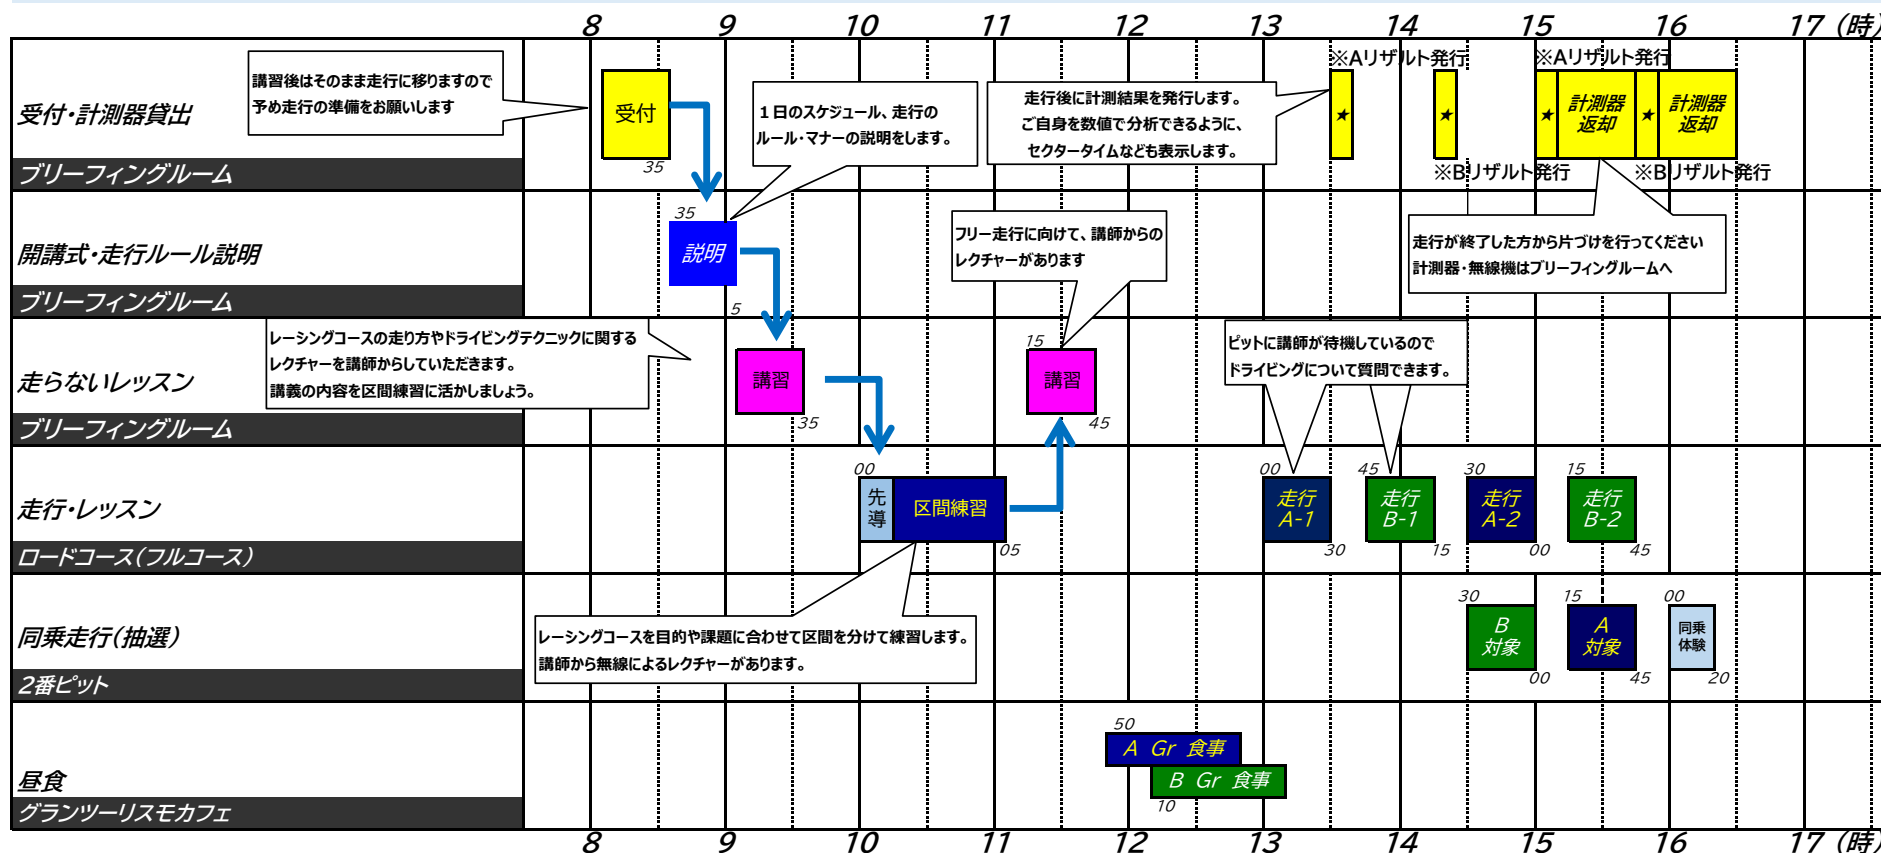 8 9 10 11 12 13 14 15 16 17 (時)
受付・計測器貸出
ブリーフィングルーム
講習後はそのまま走行に移りますので
予め走行の準備をお願いします
受付
35
1日のスケジュール、走行の
ルール・マナーの説明をします。
走行後に計測結果を発行します。
ご自身を数値で分析できるように、
セクタータイムなども表示します。
※Aリザルト発行
★
★
※Bリザルト発行
※Aリザルト発行
★
計測器
返却
★
計測器
返却
※Bリザルト発行
開講式・走行ルール説明
ブリーフィングルーム
35
説明
5
フリー走行に向けて、講師からの
レクチャーがあります
走行が終了した方から片づけを行ってください
計測器・無線機はブリーフィングルームへ
走らないレッスン
ブリーフィングルーム
レーシングコースの走り方やドライビングテクニックに関する
レクチャーを講師からしていただきます。
講義の内容を区間練習に活かしましょう。
講習
35
15
講習
45
ピットに講師が待機しているので
ドライビングについて質問できます。
走行・レッスン
ロードコース(フルコース)
00
先
導
区間練習
05
00
走行
A-1
30
45
走行
B-1
15
30
走行
A-2
00
15
走行
B-2
45
同乗走行(抽選)
2番ピット
レーシングコースを目的や課題に合わせて区間を分けて練習します。
講師から無線によるレクチャーがあります。
30
B
対象
00
15
A
対象
45
00
同乗
体験
20
昼食
グランツーリスモカフェ
50
A Gr 食事
B Gr 食事
10
8 9 10 11 12 13 14 15 16 17 (時)